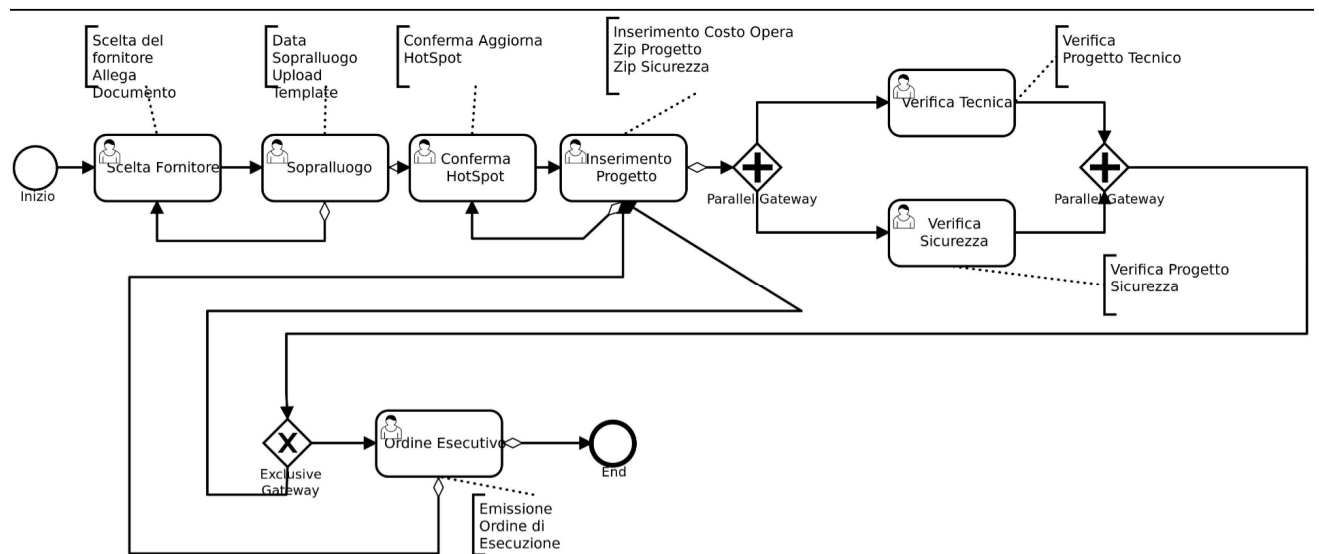 Scelta del
fornitore
Allega
Documento
Data
Sopralluogo
Upload
Template
Conferma Aggiorna
HotSpot
Inserimento Costo Opera
Zip Progetto
Zip Sicurezza
Verifica
Progetto Tecnico
Inizio
Scelta Fornitore
Sopralluogo
Conferma
HotSpot
Inserimento
Progetto
Parallel Gateway
Verifica Tecnica
Verifica
Sicurezza
Parallel Gateway
Verifica Progetto
Sicurezza
X
Exclusive
Gateway
Ordine Esecutivo
End
Emissione
Ordine di
Esecuzione